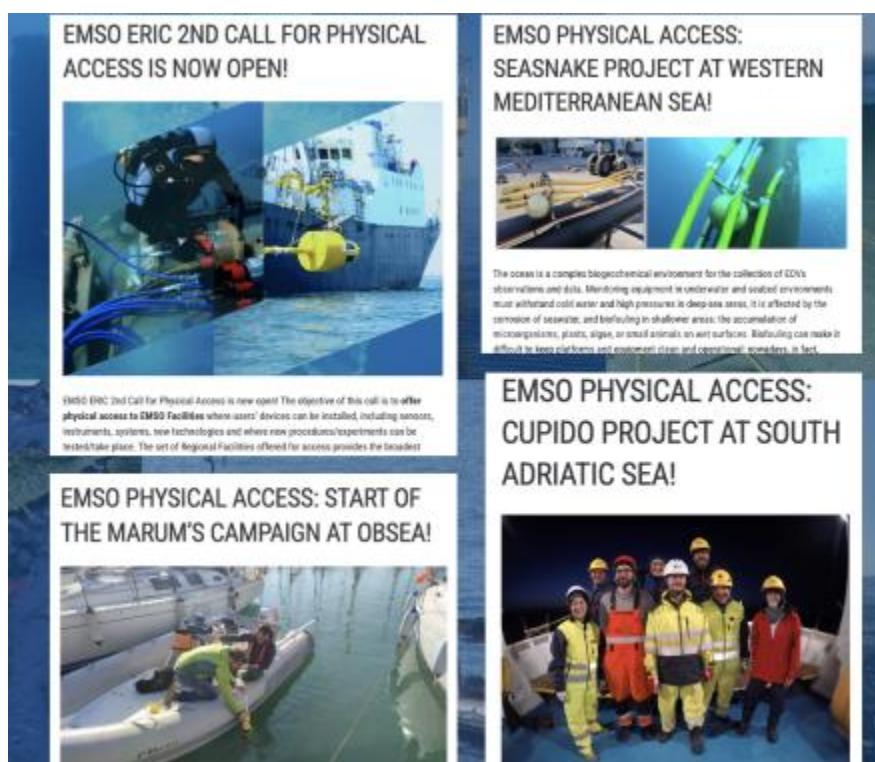 EMSO ERIC 2ND CALL FOR PHYSICAL
ACCESS IS NOW OPEN!
EMSO ERIC 2nd Call for Physical Access is now open! The objective of this call is to offer
physical access to EMSO Facilities where users' devices can be installed, including sensors,
instruments, systems, new technologies and where new procedures/experiments can be
tested/take place. The set of Regional Facilities offered for access provides the broadest
EMSO PHYSICAL ACCESS: START OF
THE MARUM'S CAMPAIGN AT OBSEA!
EMSO PHYSICAL ACCESS:
SEASNAKE PROJECT AT WESTERN
MEDITERRANEAN SEA!
The ocean is a complex biogeochemical environment for the collection of EOVs
observations and data. Monitoring equipment in underwater and seabed environments
must withstand cold water and high pressures in deep-sea areas, it is affected by the
corrosion of seawater, and biofouling in shallower areas: the accumulation of
microorganisms, plants, algae, or small animals on wet surfaces. Biofouling can make it
difficult to keep platforms and equipment clean and operational: nowadays, in fact,
EMSO PHYSICAL ACCESS:
CUPIDO PROJECT AT SOUTH
ADRIATIC SEA!